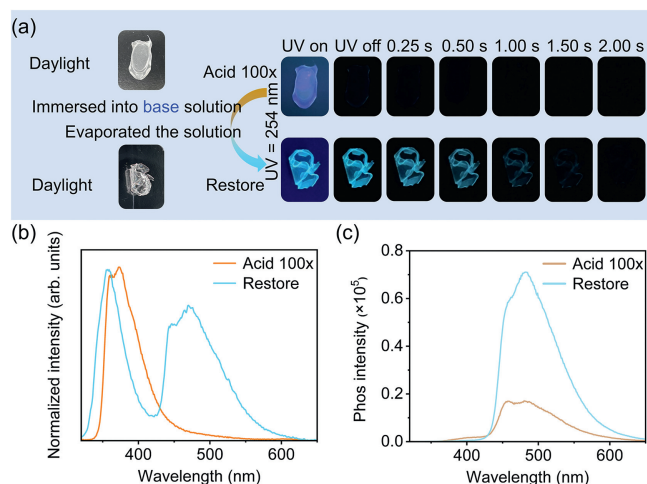 (a)
UV on UV off 0.25 s 0.50 s 1.00 s 1.50 s 2.00 s
Daylight
Acid 100x
Immersed into base solution
Evaporated the solution
UV = 254 nm
Daylight
Restore
(b)
Normalized intensity (arb. units)
Acid 100x
Restore
400 500 600
Wavelength (nm)
(c)
Phos intensity (×10⁵)
0.8
0.6
0.4
0.2
0.0
Acid 100x
Restore
400 500 600
Wavelength (nm)